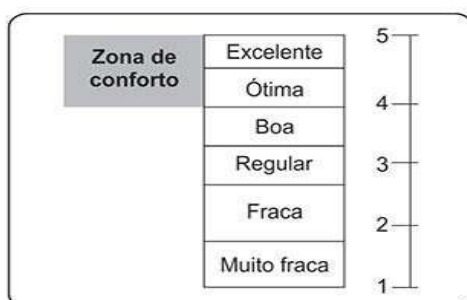 Zona de
conforto
Excelente
Ótima
Boa
Regular
Fraca
Muito fraca
5
4
3
2
1